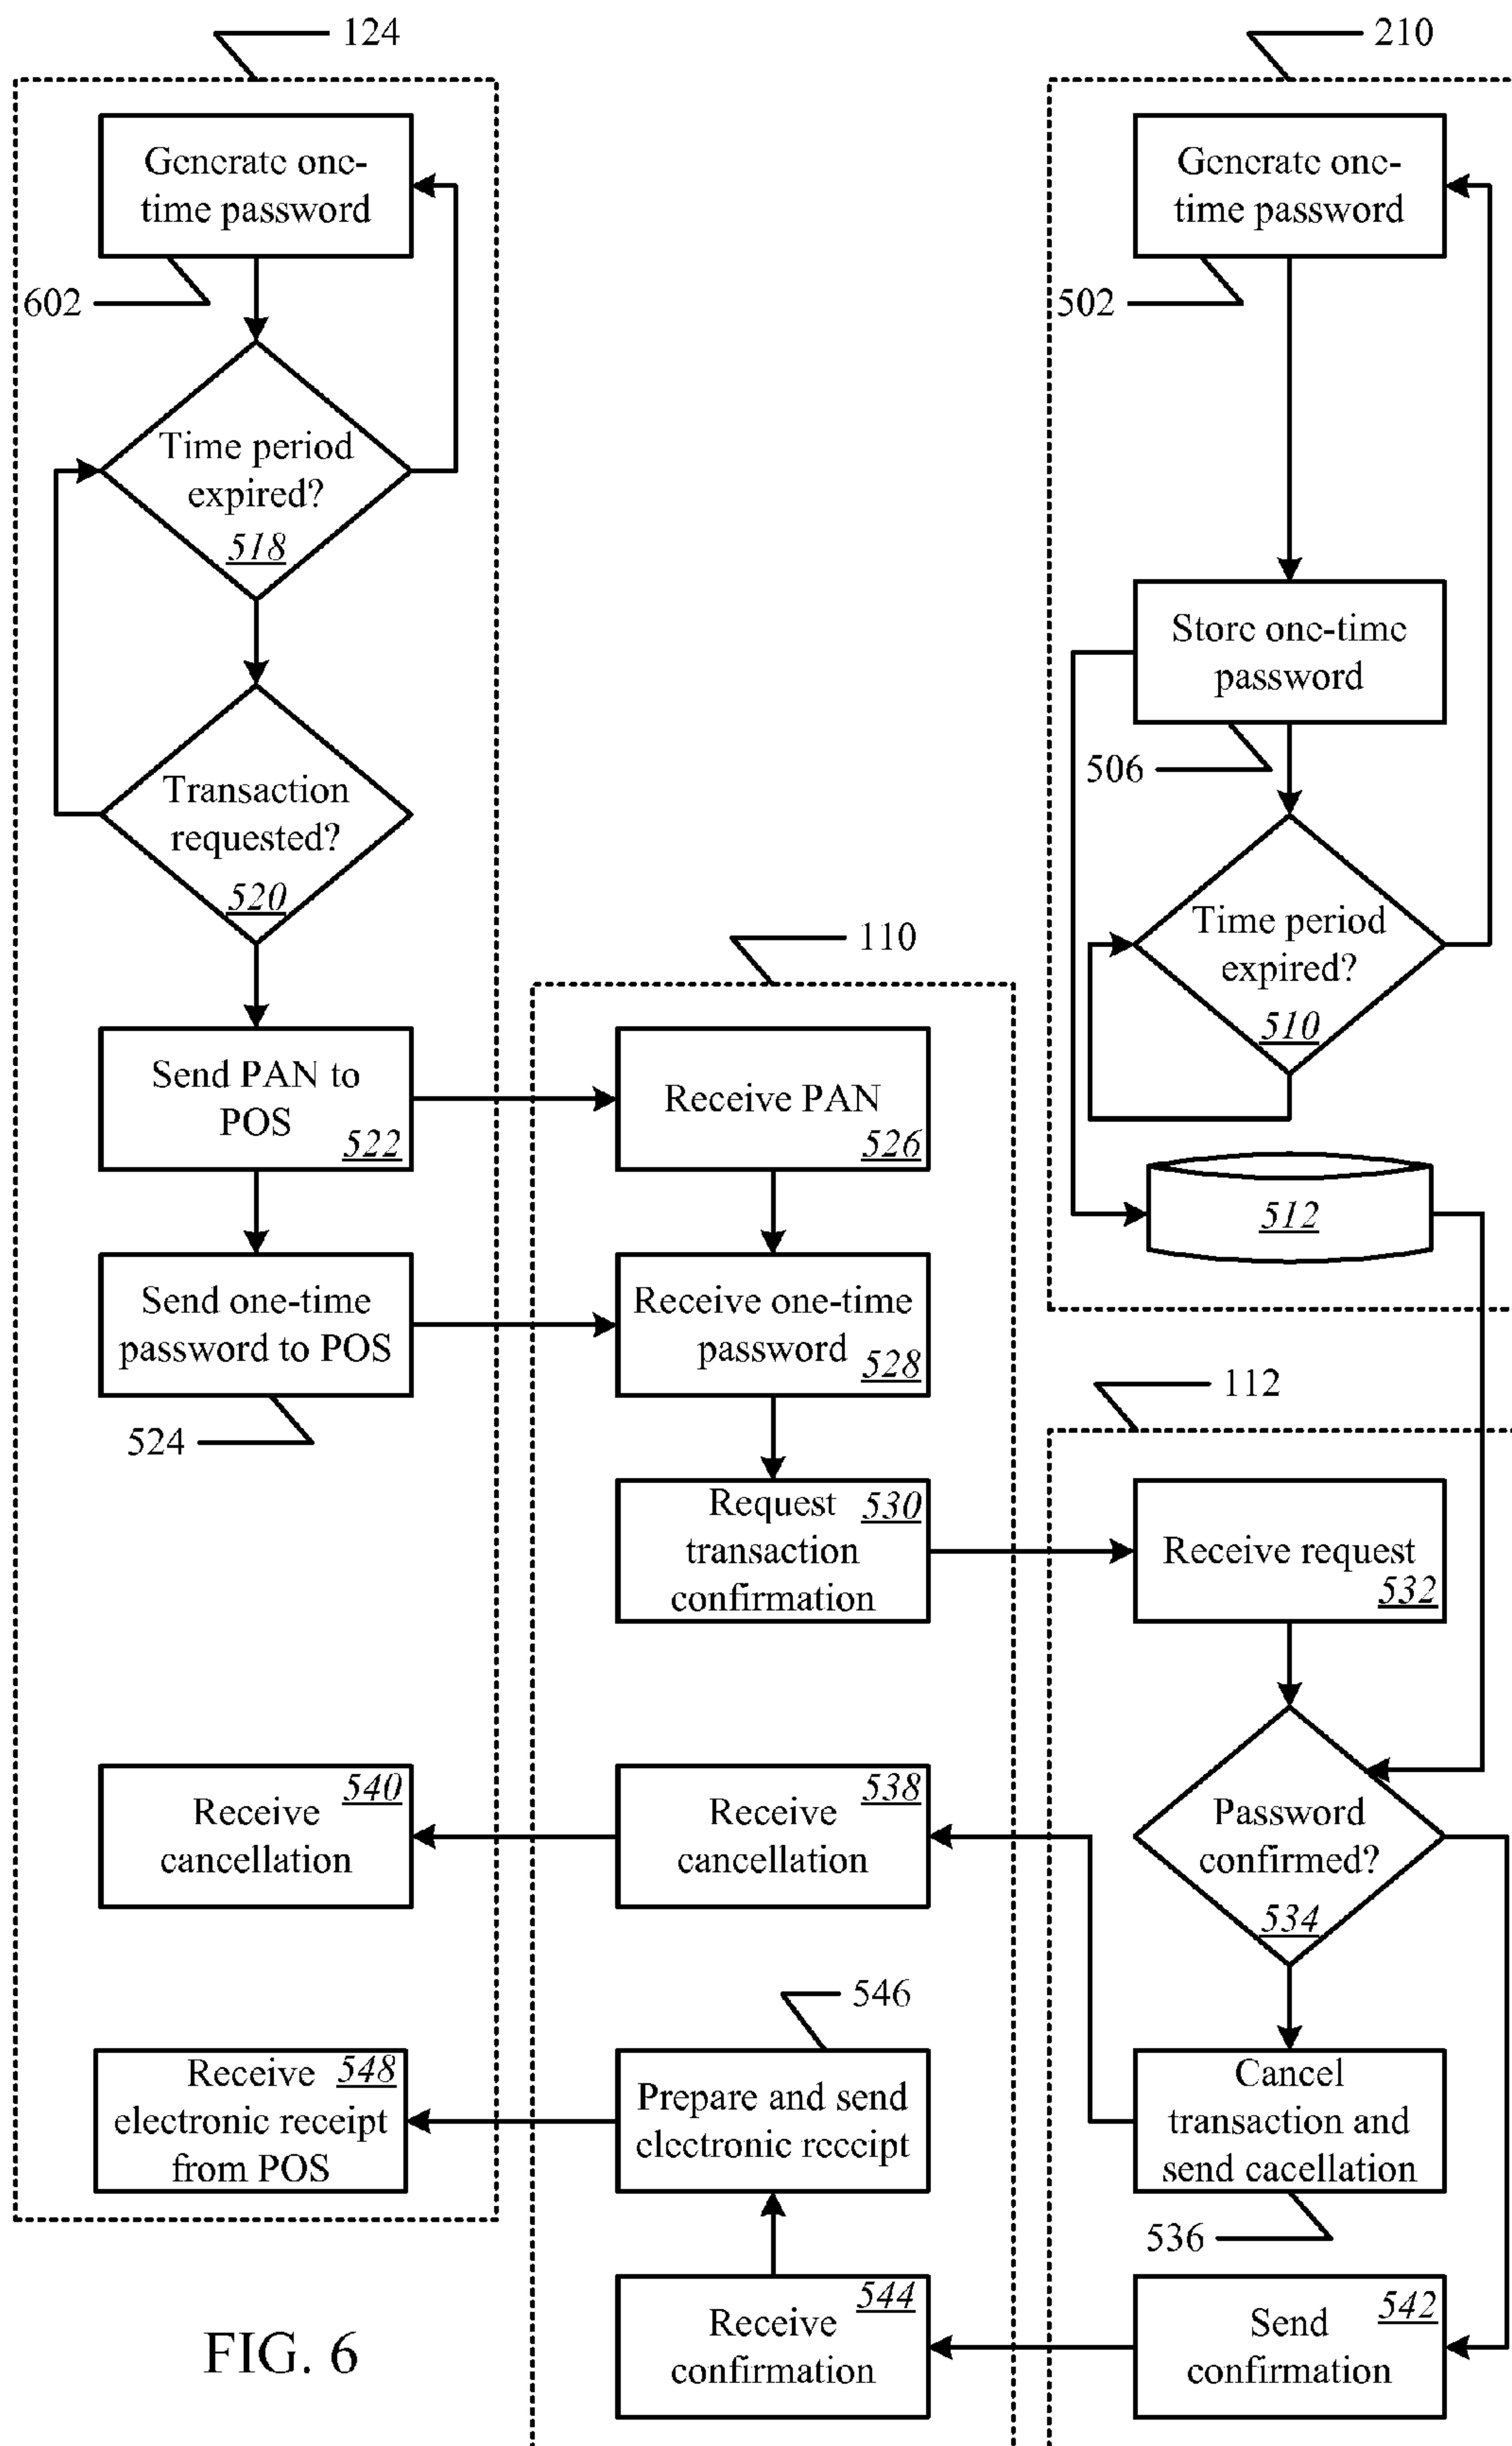 124
Generate one-
time password
602
Time period
expired?
518
Transaction
requested?
520
Send PAN to
POS
522
Send one-time
password to POS
524
Receive
cancellation
540
Receive
electronic receipt
from POS
548
110
Receive PAN
526
Receive one-time
password
528
Request
transaction
confirmation
530
Receive
cancellation
538
546
Prepare and send
electronic receipt
Receive
confirmation
544
210
Generate one-
time password
502
Store one-time
password
506
Time period
expired?
510
512
112
Receive request
532
Password
confirmed?
534
Cancel
transaction and
send cacellation
536
Send
confirmation
542
FIG. 6